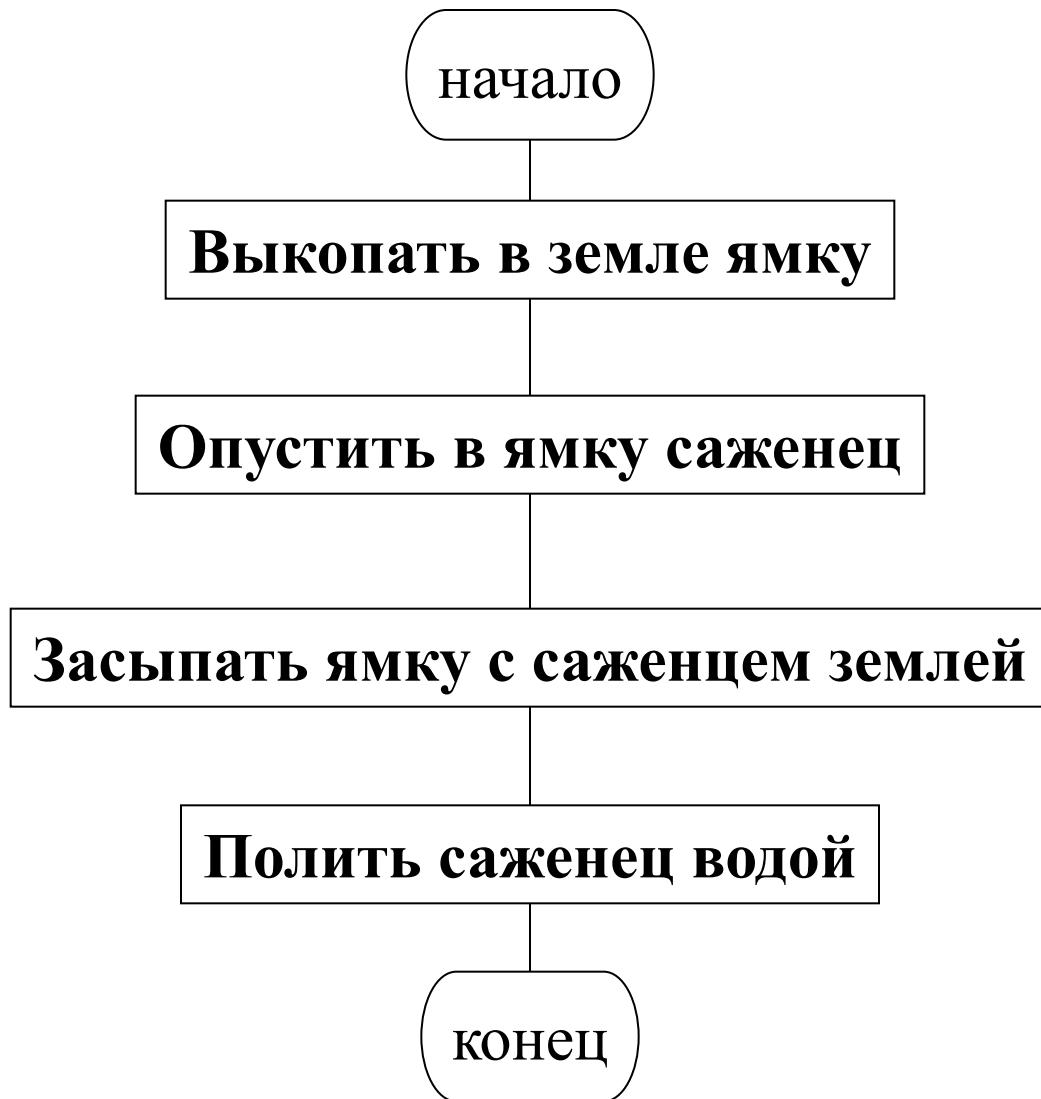 начало
Выкопать в земле ямку
Опустить в ямку саженец
Засыпать ямку с саженцем землей
Полить саженец водой
конец